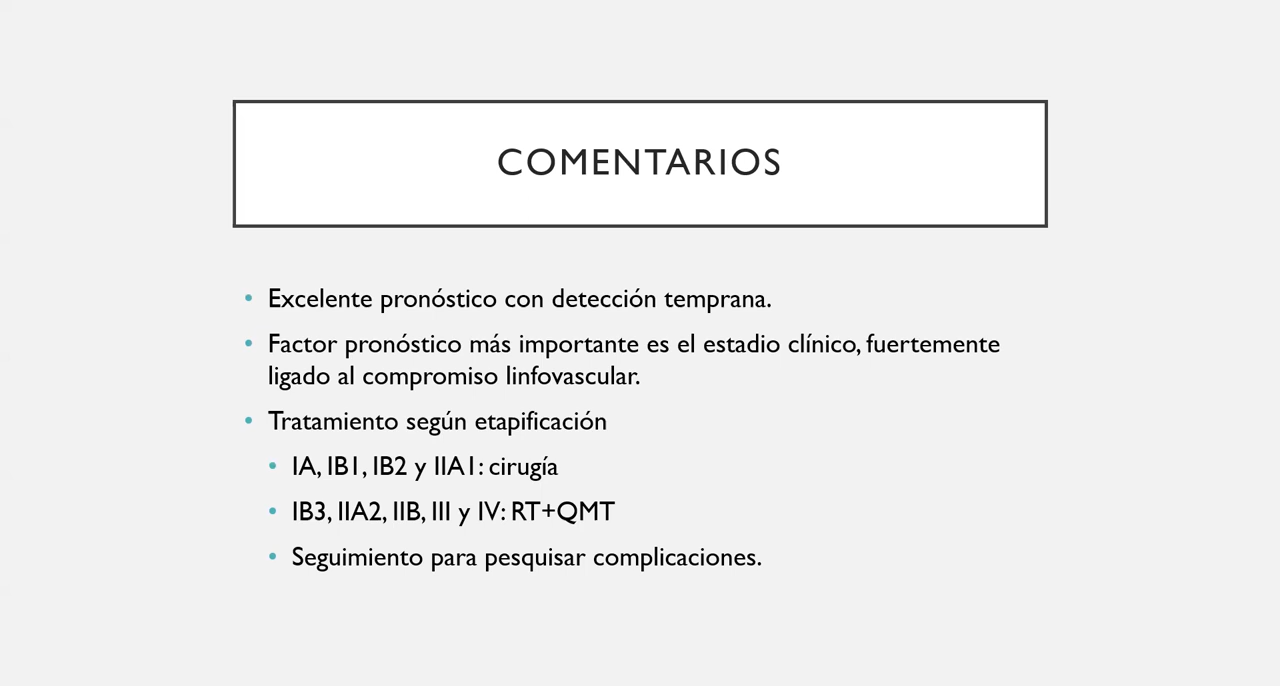 COMENTARIOS
• Excelente pronóstico con detección temprana.
• Factor pronóstico más importante es el estadio clínico, fuertemente
ligado al compromiso linfovascular.
• Tratamiento según etapificación
• IA, IB1, IB2 y IIA1: cirugía
• IB3, IIA2, IIB, III y IV: RT+QMT
• Seguimiento para pesquisar complicaciones.